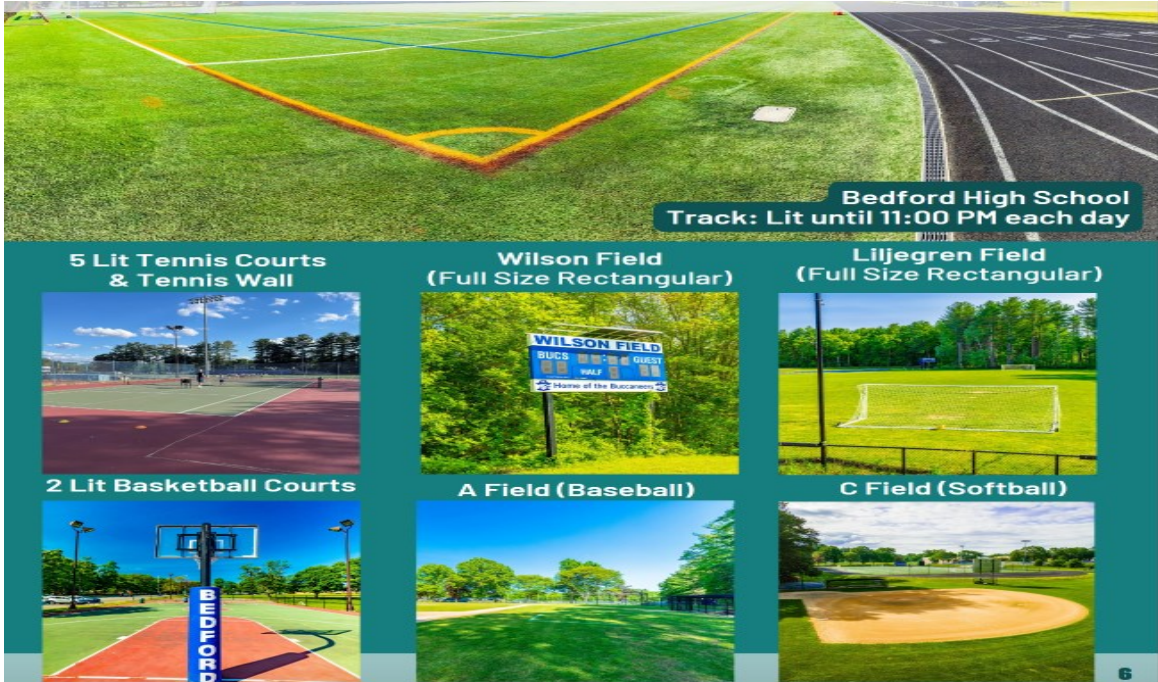 Bedford High School
Track: Lit until 11:00 PM each day
5 Lit Tennis Courts
& Tennis Wall
Wilson Field
(Full Size Rectangular)
Liljegren Field
(Full Size Rectangular)
WILSON FIELD
BUCS
GUEST
HALF
Home of the Buccaneers
2 Lit Basketball Courts
A Field (Baseball)
C Field (Softball)
BEDFORD
6